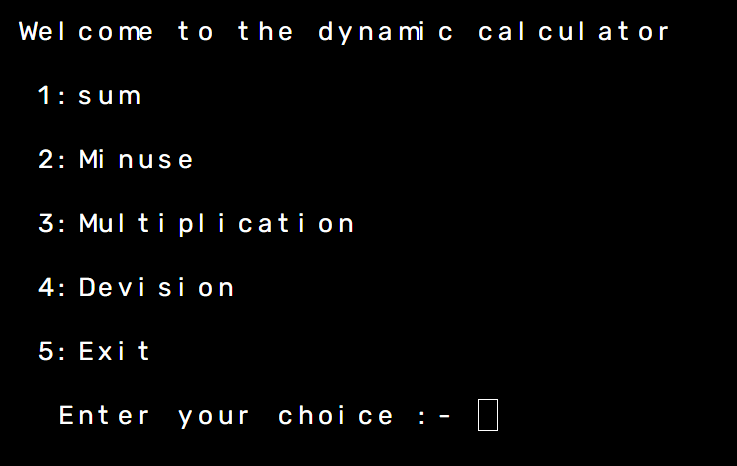 Welcome to the dynamic calculator
1: sum
2: Minuse
3: Multiplication
4: Devision
5: Exit
Enter your choice :-